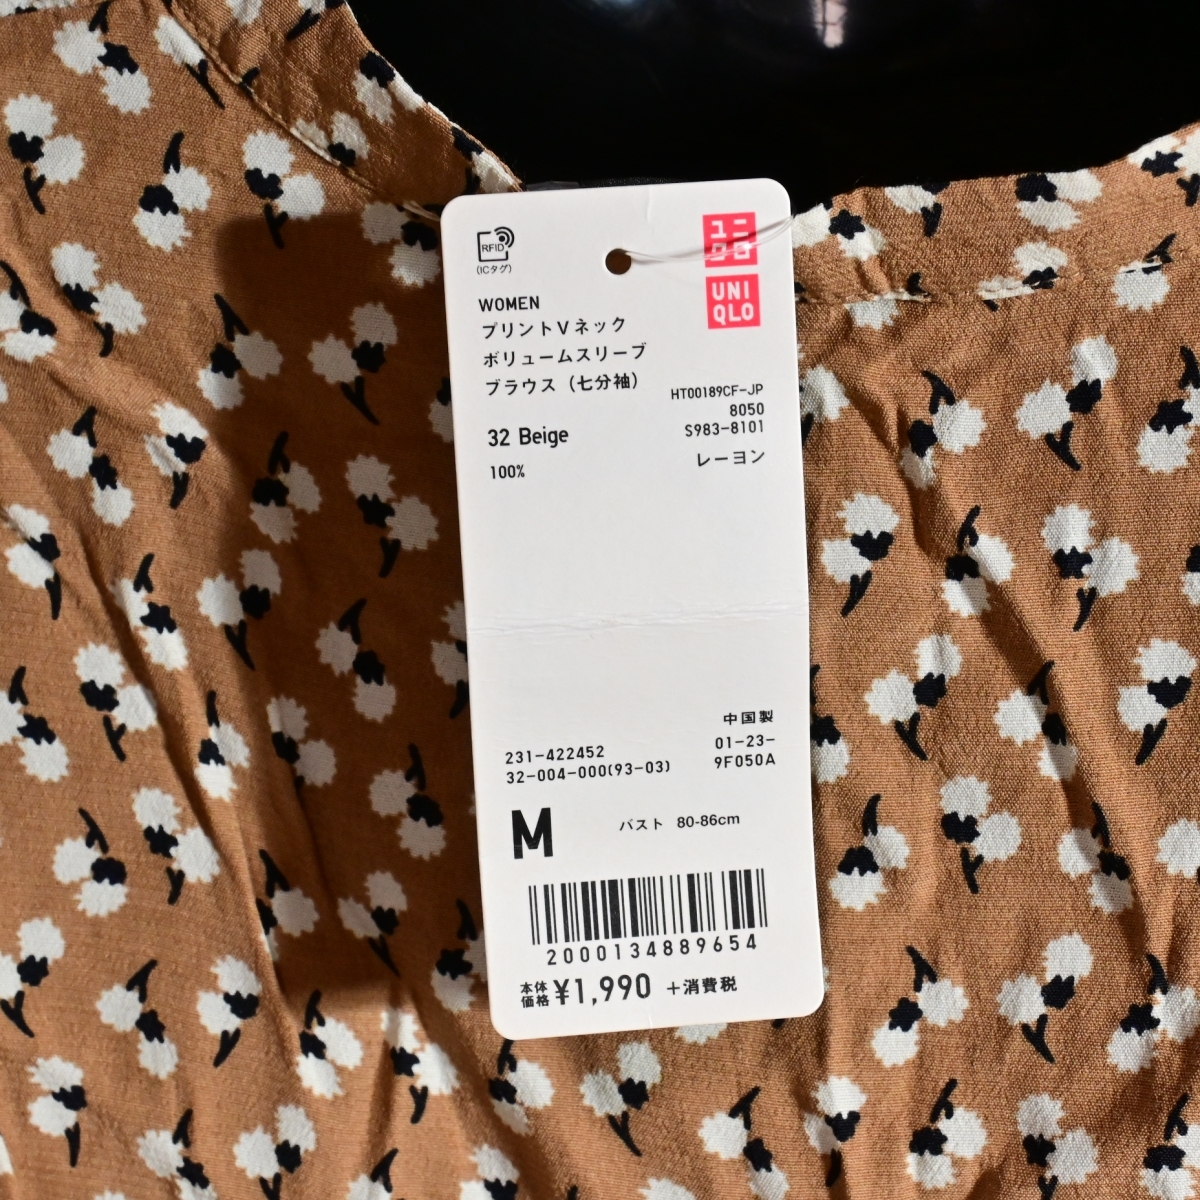 RFID
(ICタグ)
ユニ
クロ
UNI
QLO
WOMEN
プリントVネック
ボリュームスリーブ
ブラウス（七分袖）
HT00189CF-JP
8050
S983-8101
32 Beige
100%
レーヨン
中国製
231-422452
01-23-
32-004-000(93-03)
9F050A
M
バスト 80-86cm
2000134889654
本体
価格 ¥1,990 +消費税